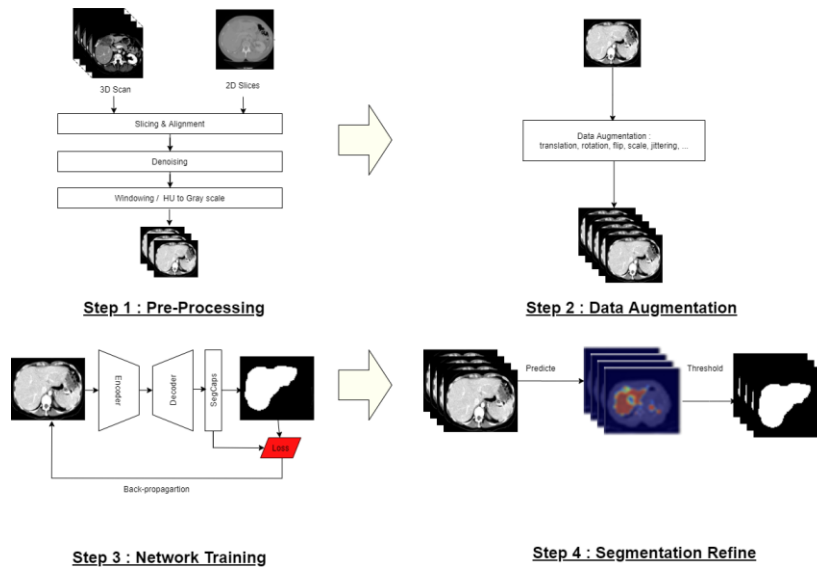 3D Scan
2D Slices
Slicing & Alignment
Denoising
Windowing / HU to Gray scale
Step 1 : Pre-Processing
Data Augmentation :
translation, rotation, flip, scale, jittering, ...
Step 2 : Data Augmentation
Encoder
Decoder
SegCaps
Loss
Back-propagartion
Step 3 : Network Training
Predicte
Threshold
Step 4 : Segmentation Refine